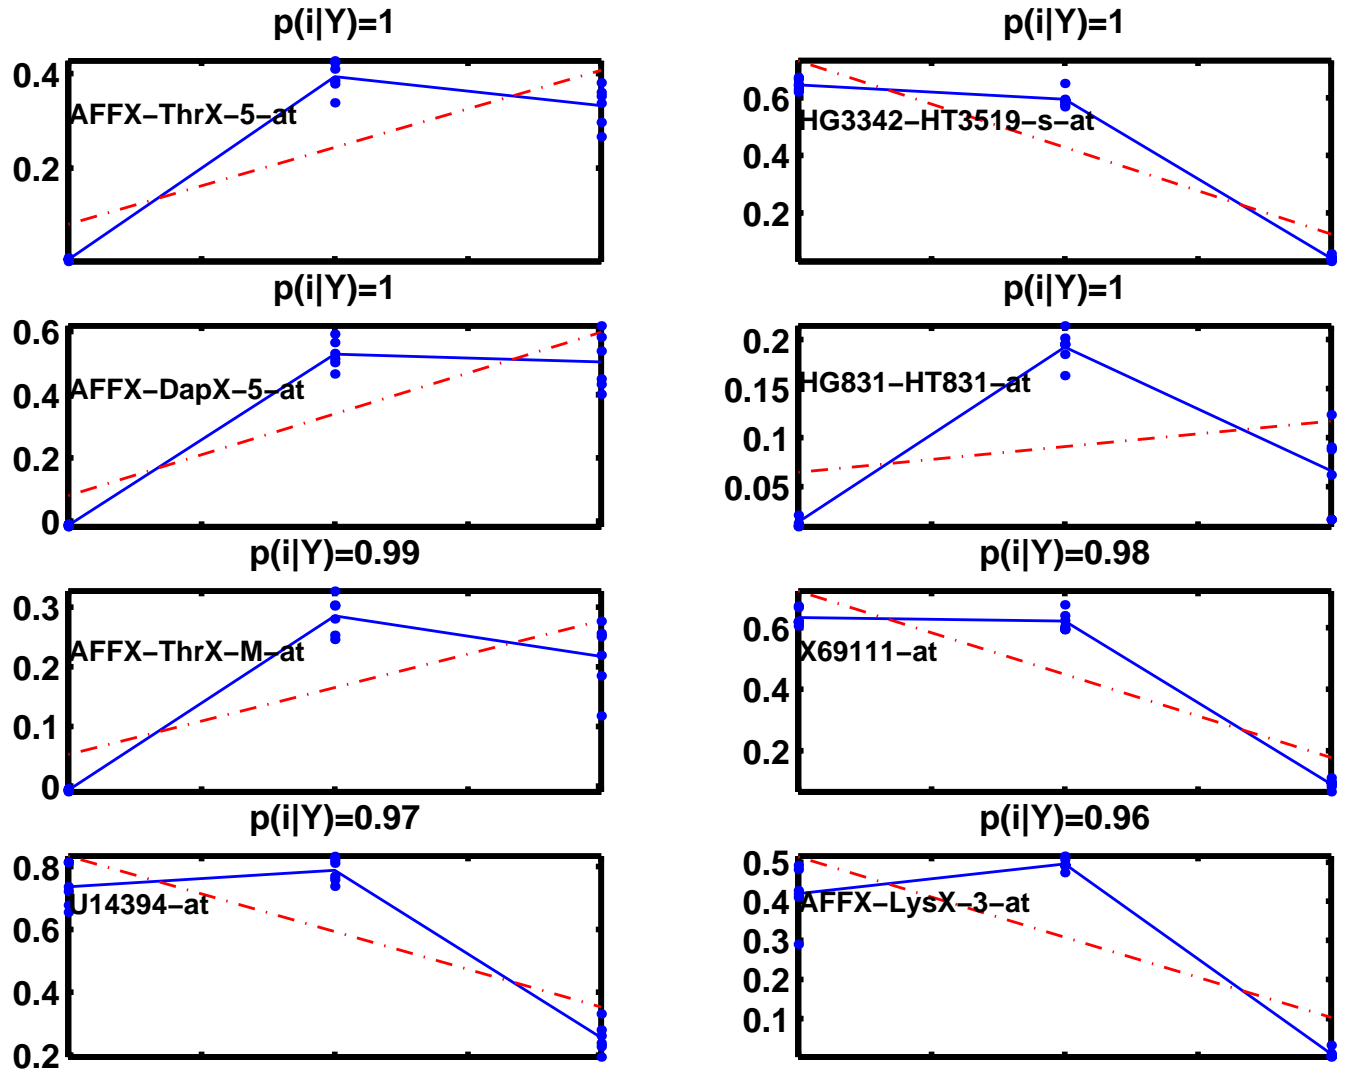 p(i|Y)=1
0.4
AFFX−ThrX−5−at
0.2
p(i|Y)=1
0.6
HG3342−HT3519−s−at
0.4
0.2
p(i|Y)=1
0.6
AFFX−DapX−5−at
0.4
0.2
0
p(i|Y)=1
0.2
HG831−HT831−at
0.15
0.1
0.05
p(i|Y)=0.99
0.3
AFFX−ThrX−M−at
0.2
0.1
0
p(i|Y)=0.98
0.6
X69111−at
0.4
0.2
p(i|Y)=0.97
0.8
U14394−at
0.6
0.4
0.2
p(i|Y)=0.96
0.5
AFFX−LysX−3−at
0.4
0.3
0.2
0.1